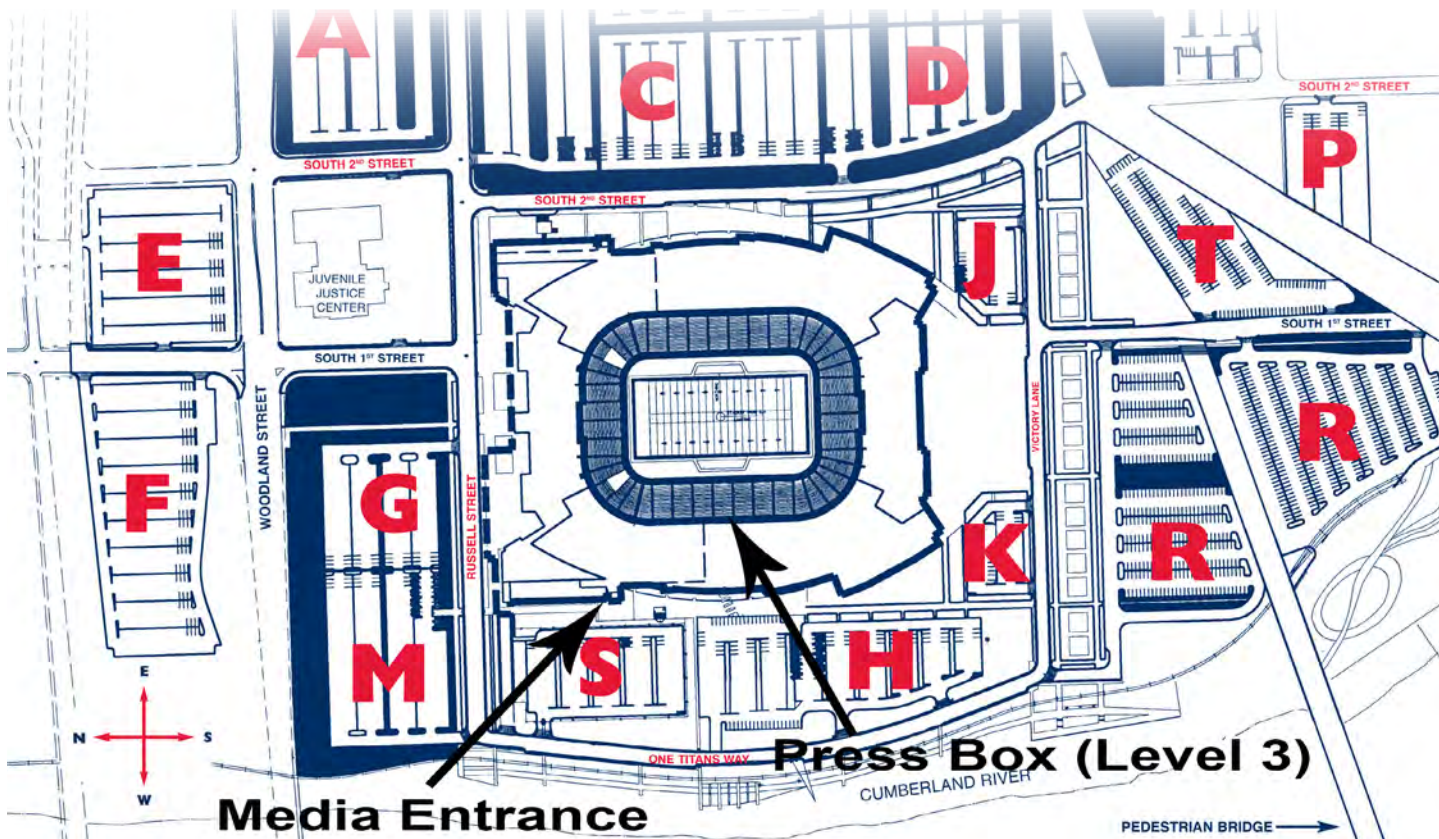 A
C
D
SOUTH 2ND STREET
P
SOUTH 2ND STREET
SOUTH 2ND STREET
E
JUVENILE
JUSTICE
CENTER
J
T
SOUTH 1ST STREET
SOUTH 1ST STREET
WOODLAND STREET
VICTORY LANE
R
F
G
RUSSELL STREET
K
R
M
S
H
E
N
S
W
ONE TITANS WAY
Press Box (Level 3)
CUMBERLAND RIVER
Media Entrance
PEDESTRIAN BRIDGE